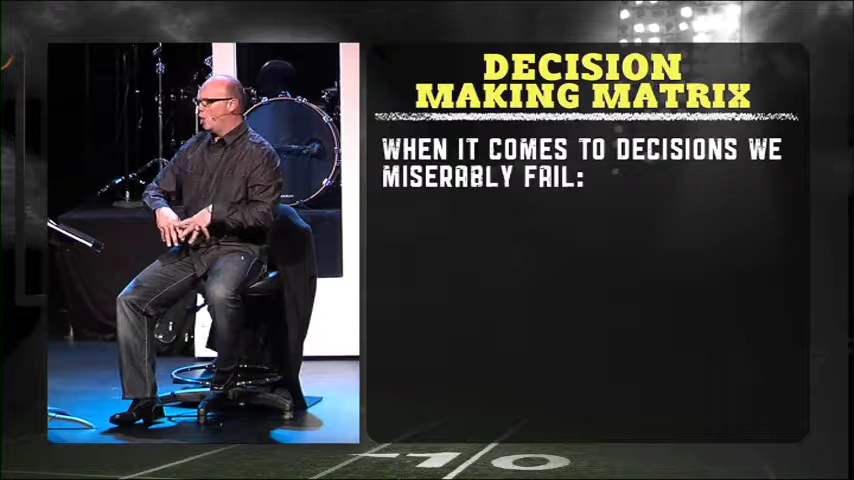 DECISION
MAKING MATRIX
WHEN IT COMES TO DECISIONS WE
MISERABLY FAIL:
10